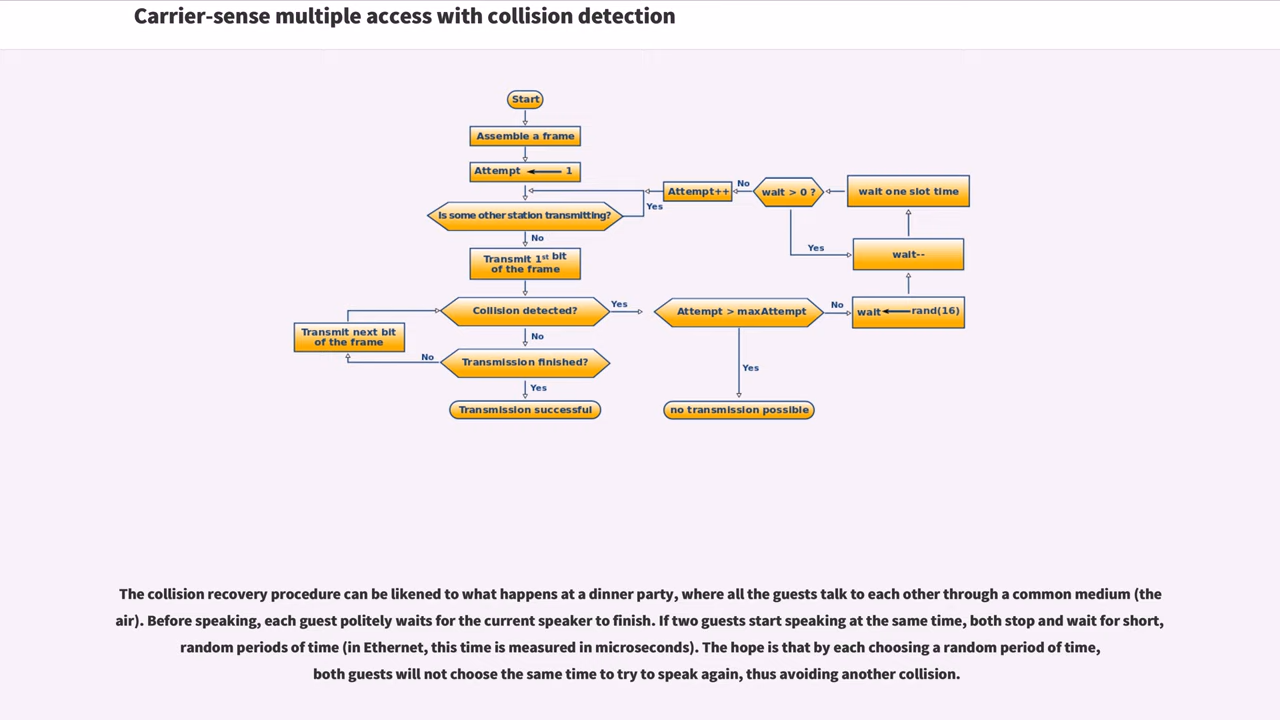 Carrier-sense multiple access with collision detection
Start
Assemble a frame
Attempt ← 1
Attempt++
No
wait > 0 ?
wait one slot time
Yes
Is some other station transmitting?
No
Yes
wait--
Transmit 1st bit
of the frame
Collision detected?
Yes
Attempt > maxAttempt
No
wait ← rand(16)
Transmit next bit
of the frame
No
No
Transmission finished?
Yes
Yes
Transmission successful
no transmission possible
The collision recovery procedure can be likened to what happens at a dinner party, where all the guests talk to each other through a common medium (the
air). Before speaking, each guest politely waits for the current speaker to finish. If two guests start speaking at the same time, both stop and wait for short,
random periods of time (in Ethernet, this time is measured in microseconds). The hope is that by each choosing a random period of time,
both guests will not choose the same time to try to speak again, thus avoiding another collision.